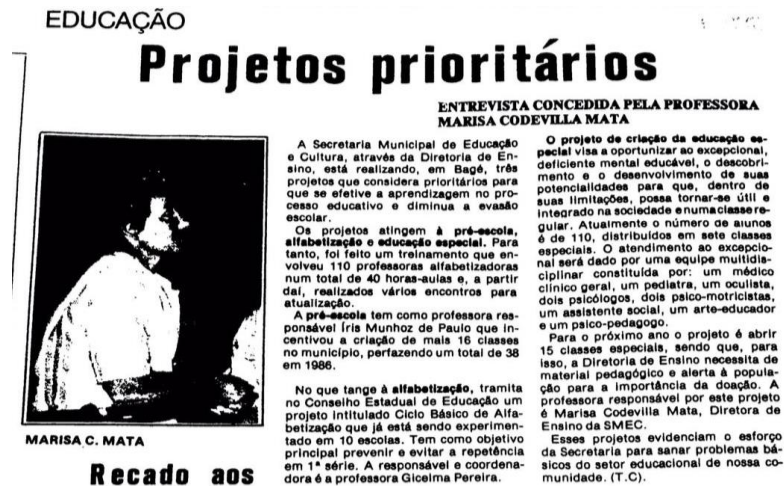 EDUCAÇÃO
Projetos prioritários
ENTREVISTA CONCEDIDA PELA PROFESSORA
MARISA CODEVILLA MATA
A Secretaria Municipal de Educação
e Cultura, através da Diretoria de En-
sino, está realizando, em Bagé, três
projetos que considera prioritários para
que se efetive a aprendizagem no pro-
cesso educativo e diminua a evasão
escolar.
Os projetos atingem à pré-escola,
alfabetização e educação especial. Para
tanto, foi feito um treinamento que en-
volveu 110 professoras alfabetizadoras
num total de 40 horas-aulas e, a partir
daí, realizados vários encontros para
atualização.
A pré-escola tem como professora res-
ponsável Íris Munhoz de Paulo que in-
centivou a criação de mais 16 classes
no município, perfazendo um total de 38
em 1986.
No que tange à alfabetização, tramita
no Conselho Estadual de Educação um
projeto intitulado Ciclo Básico de Alfa-
betização que já está sendo experimen-
tado em 10 escolas. Tem como objetivo
principal prevenir e evitar a repetência
em 1ª série. A responsável e coordena-
dora é a professora Gicelma Pereira.
O projeto de criação da educação es-
pecial visa a oportunizar ao excepcional,
deficiente mental educável, o descobri-
mento e o desenvolvimento de suas
potencialidades para que, dentro de
suas limitações, possa tornar-se útil e
integrado na sociedade e numa classe re-
gular. Atualmente o número de alunos
é de 110, distribuídos em sete classes
especiais. O atendimento ao excepcio-
nal será dado por uma equipe multidis-
ciplinar constituída por: um médico
clínico geral, um pediatra, um oculista,
dois psicólogos, dois psico-motricistas,
um assistente social, um arte-educador
e um psico-pedagogo.
Para o próximo ano o projeto é abrir
15 classes especiais, sendo que, para
isso, a Diretoria de Ensino necessita de
material pedagógico e alerta à popula-
ção para a importância da doação. A
professora responsável por este projeto
é Marisa Codevilla Mata, Diretora de
Ensino da SMEC.
Esses projetos evidenciam o esforço
da Secretaria para sanar problemas bá-
sicos do setor educacional de nossa co-
munidade. (T.C).
MARISA C. MATA
Recado aos